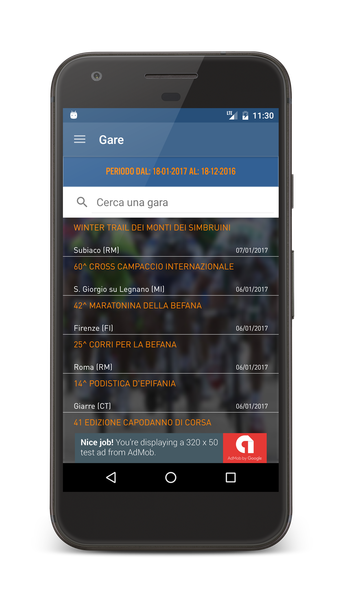 LTE 11:30
Gare
PERIODO DAL: 18-01-2017 AL: 18-12-2016
Cerca una gara
WINTER TRAIL DEI MONTI DEI SIMBRUINI
Subiaco (RM) 07/01/2017
60^ CROSS CAMPACCIO INTERNAZIONALE
S. Giorgio su Legnano (MI) 06/01/2017
42^ MARATONINA DELLA BEFANA
Firenze (FI) 06/01/2017
25^ CORRI PER LA BEFANA
Roma (RM) 06/01/2017
14^ PODISTICA D'EPIFANIA
Giarre (CT) 06/01/2017
41 EDIZIONE CAPODANNO DI CORSA
Nice job! You're displaying a 320 x 50
test ad from AdMob.
AdMob by Google